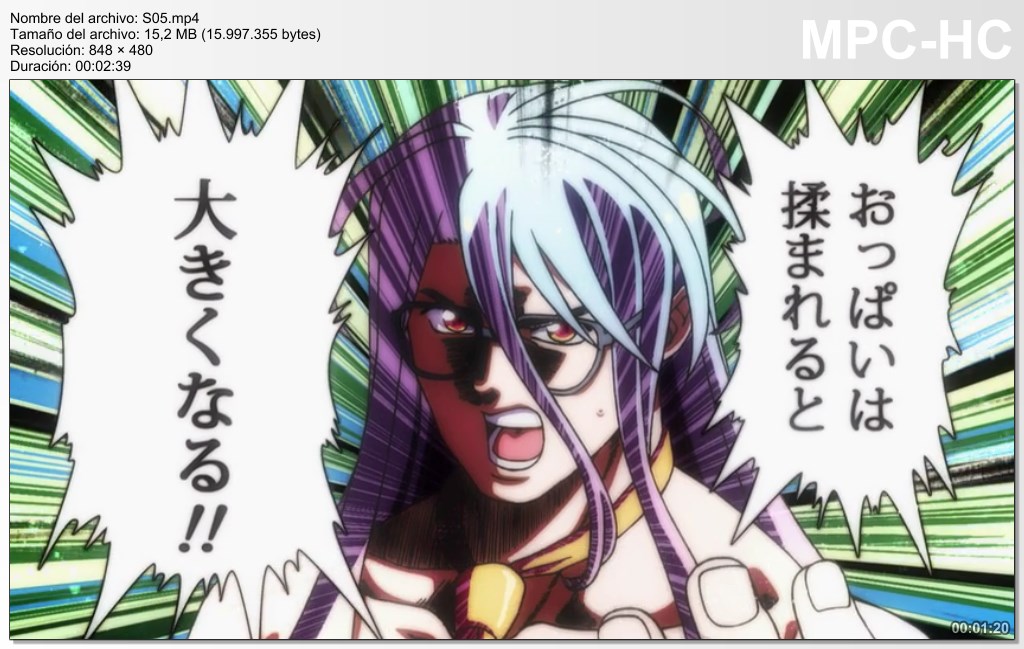 Nombre del archivo: S05.mp4
Tamaño del archivo: 15,2 MB (15.997.355 bytes)
Resolución: 848 × 480
Duración: 00:02:39
MPC-HC
おっぱいは
揉まれると
大きくなる!!
00:01:20